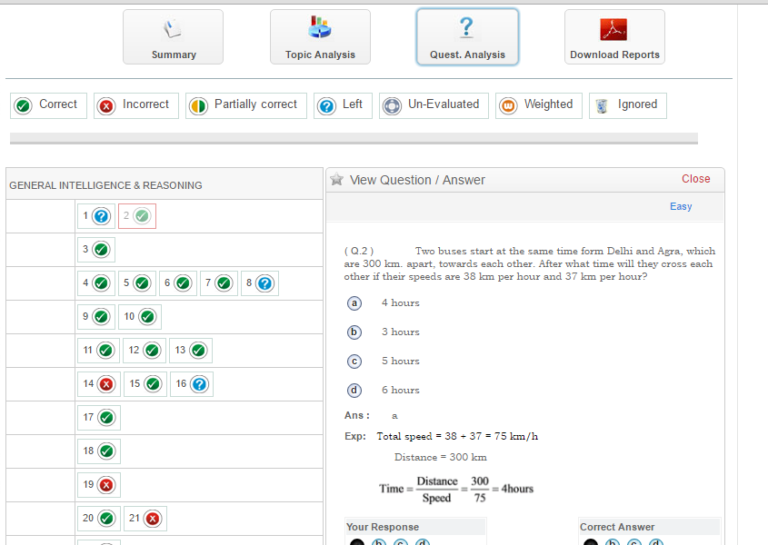 Summary
Topic Analysis
Quest. Analysis
Download Reports
Correct
Incorrect
Partially correct
Left
Un-Evaluated
Weighted
Ignored
GENERAL INTELLIGENCE & REASONING
1 2
3
4 5 6 7 8
9 10
11 12 13
14 15 16
17
18
19
20 21
View Question / Answer
Close
Easy
( Q.2 ) Two buses start at the same time form Delhi and Agra, which
are 300 km. apart, towards each other. After what time will they cross each
other if their speeds are 38 km per hour and 37 km per hour?
a 4 hours
b 3 hours
c 5 hours
d 6 hours
Ans : a
Exp: Total speed = 38 + 37 = 75 km/h
Distance = 300 km
Time = Distance/Speed = 300/75 = 4hours
Your Response
Correct Answer
b c d
b c d